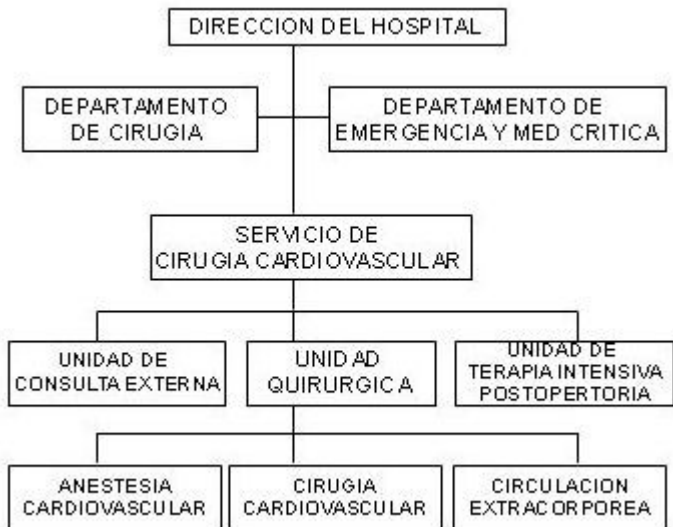 DIRECCION DEL HOSPITAL
DEPARTAMENTO
DE CIRUGIA
DEPARTAMENTO DE
EMERGENCIA Y MED CRITICA
SERVICIO DE
CIRUGIA CARDIOVASCULAR
UNIDAD DE
CONSULTA EXTERNA
UNIDAD
QUIRURGICA
UNIDAD DE
TERAPIA INTENSIVA
POSTOPERTORIA
ANESTESIA
CARDIOVASCULAR
CIRUGIA
CARDIOVASCULAR
CIRCULACION
EXTRACORPOREA